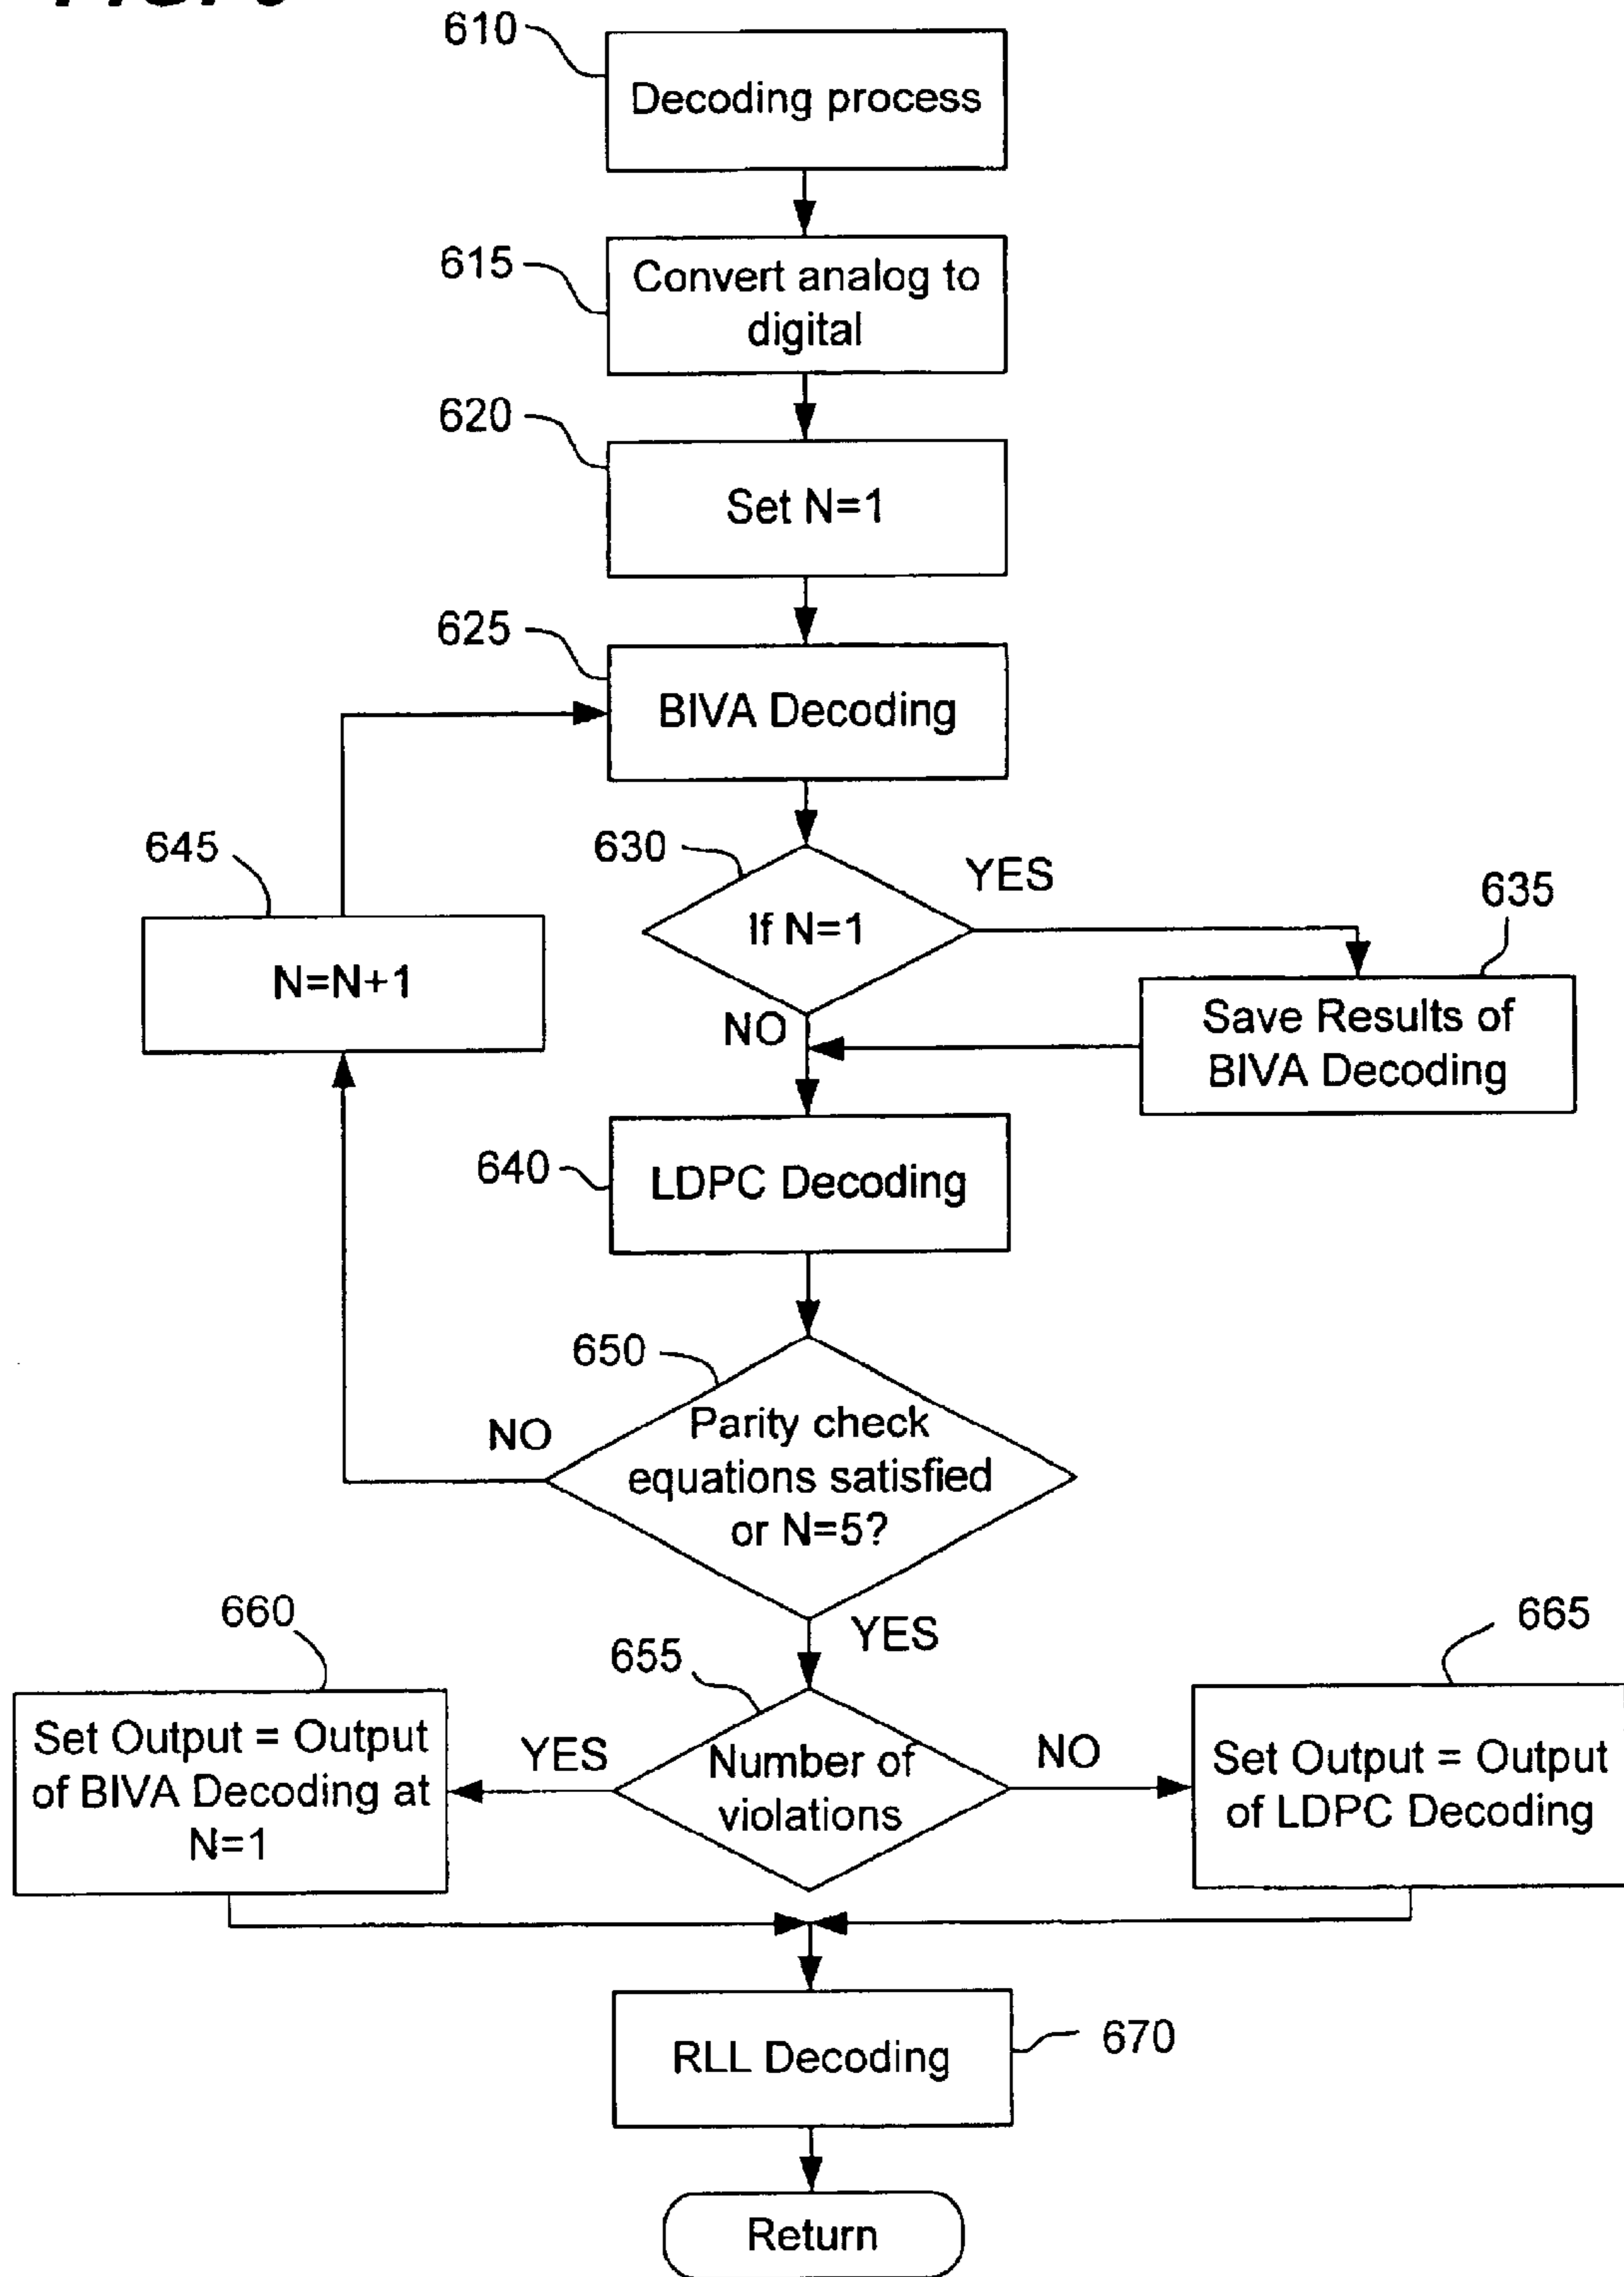 610
Decoding process
615
Convert analog to
digital
620
Set N=1
625
BIVA Decoding
645
N=N+1
630
If N=1
YES
NO
635
Save Results of
BIVA Decoding
640
LDPC Decoding
650
Parity check
equations satisfied
or N=5?
NO
YES
660
Set Output = Output
of BIVA Decoding at
N=1
655
Number of
violations
YES
NO
665
Set Output = Output
of LDPC Decoding
RLL Decoding
670
Return